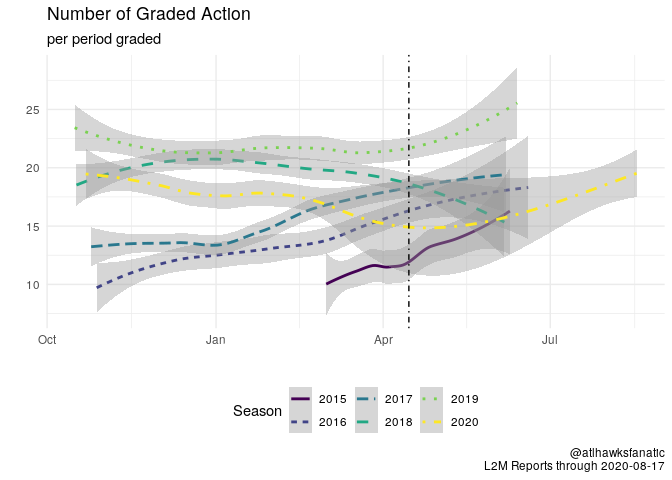 Number of Graded Action
per period graded
25
20
15
10
Oct
Jan
Apr
Jul
Season
2015
2017
2019
2016
2018
2020
@atlhawksfanatic
L2M Reports through 2020-08-17